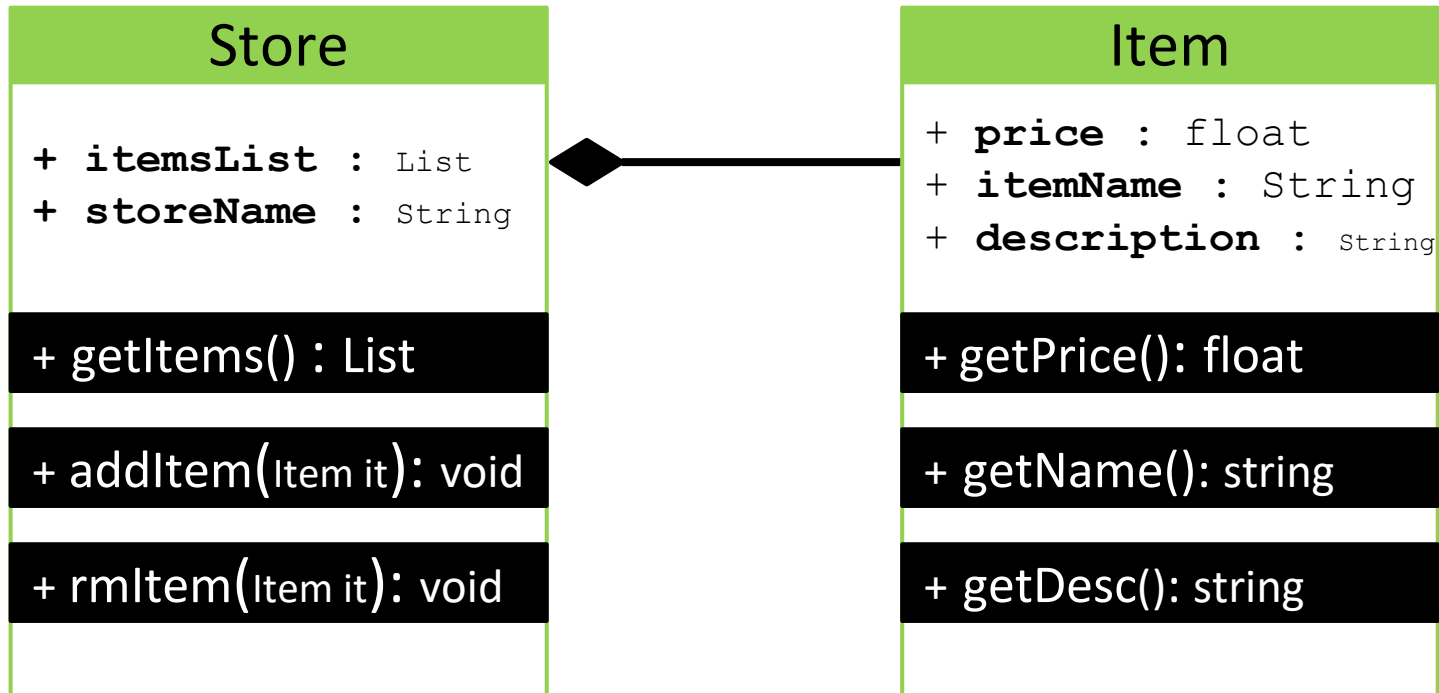 Store
+ itemsList : List
+ storeName : String
+ getItems() : List
+ addItem(Item it): void
+ rmItem(Item it): void
Item
+ price : float
+ itemName : String
+ description : String
+ getPrice(): float
+ getName(): string
+ getDesc(): string